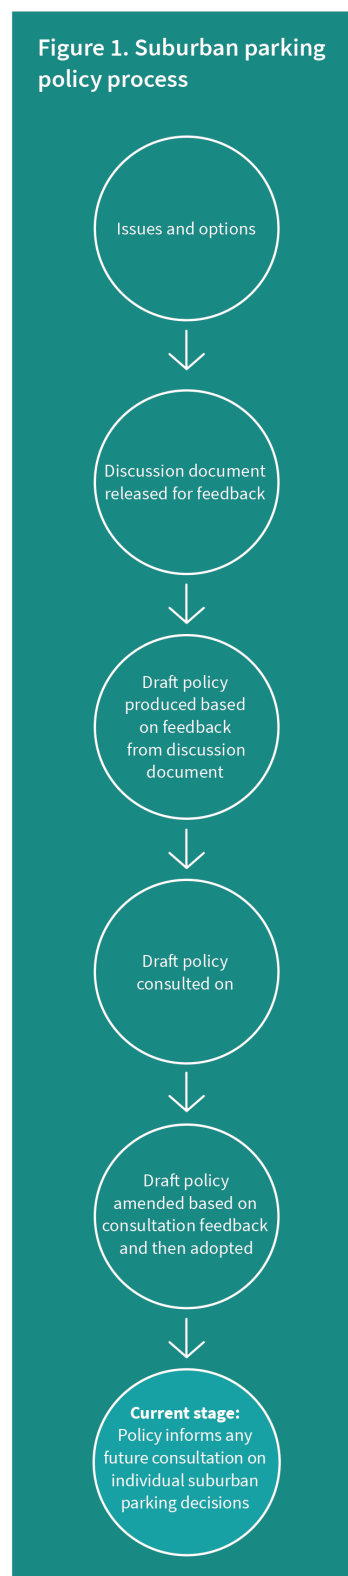 Figure 1. Suburban parking
policy process
Issues and options
Discussion document
released for feedback
Draft policy
produced based
on feedback
from discussion
document
Draft policy
consulted on
Draft policy
amended based on
consultation feedback
and then adopted
Current stage:
Policy informs any
future consultation on
individual suburban
parking decisions